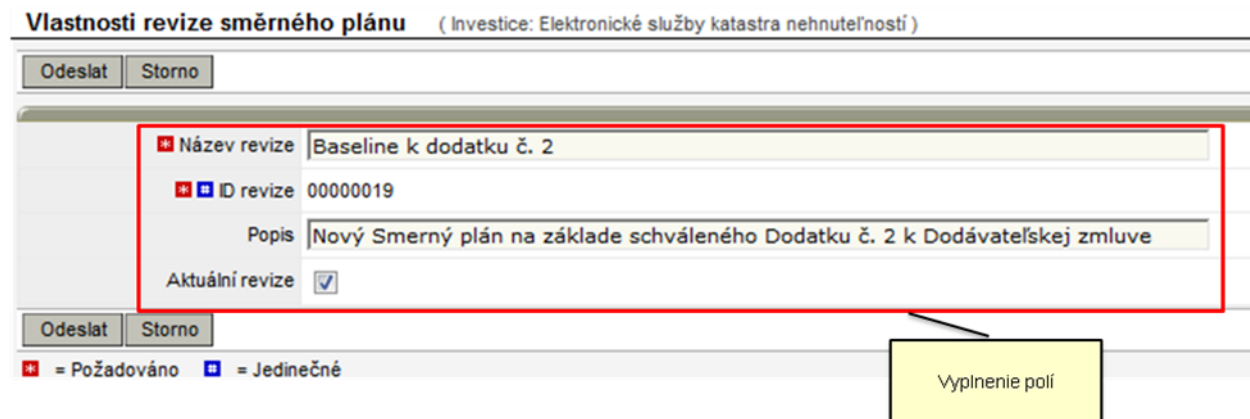 Vlastnosti revize směrného plánu ( Investice: Elektronické služby katastra nehnuteľností )
Odeslat Storno
* Název revize Baseline k dodatku č. 2
* # ID revize 00000019
Popis Nový Smerný plán na základe schváleného Dodatku č. 2 k Dodávateľskej zmluve
Aktuální revize
Odeslat Storno
* = Požadováno # = Jedinečné
Vyplnenie polí